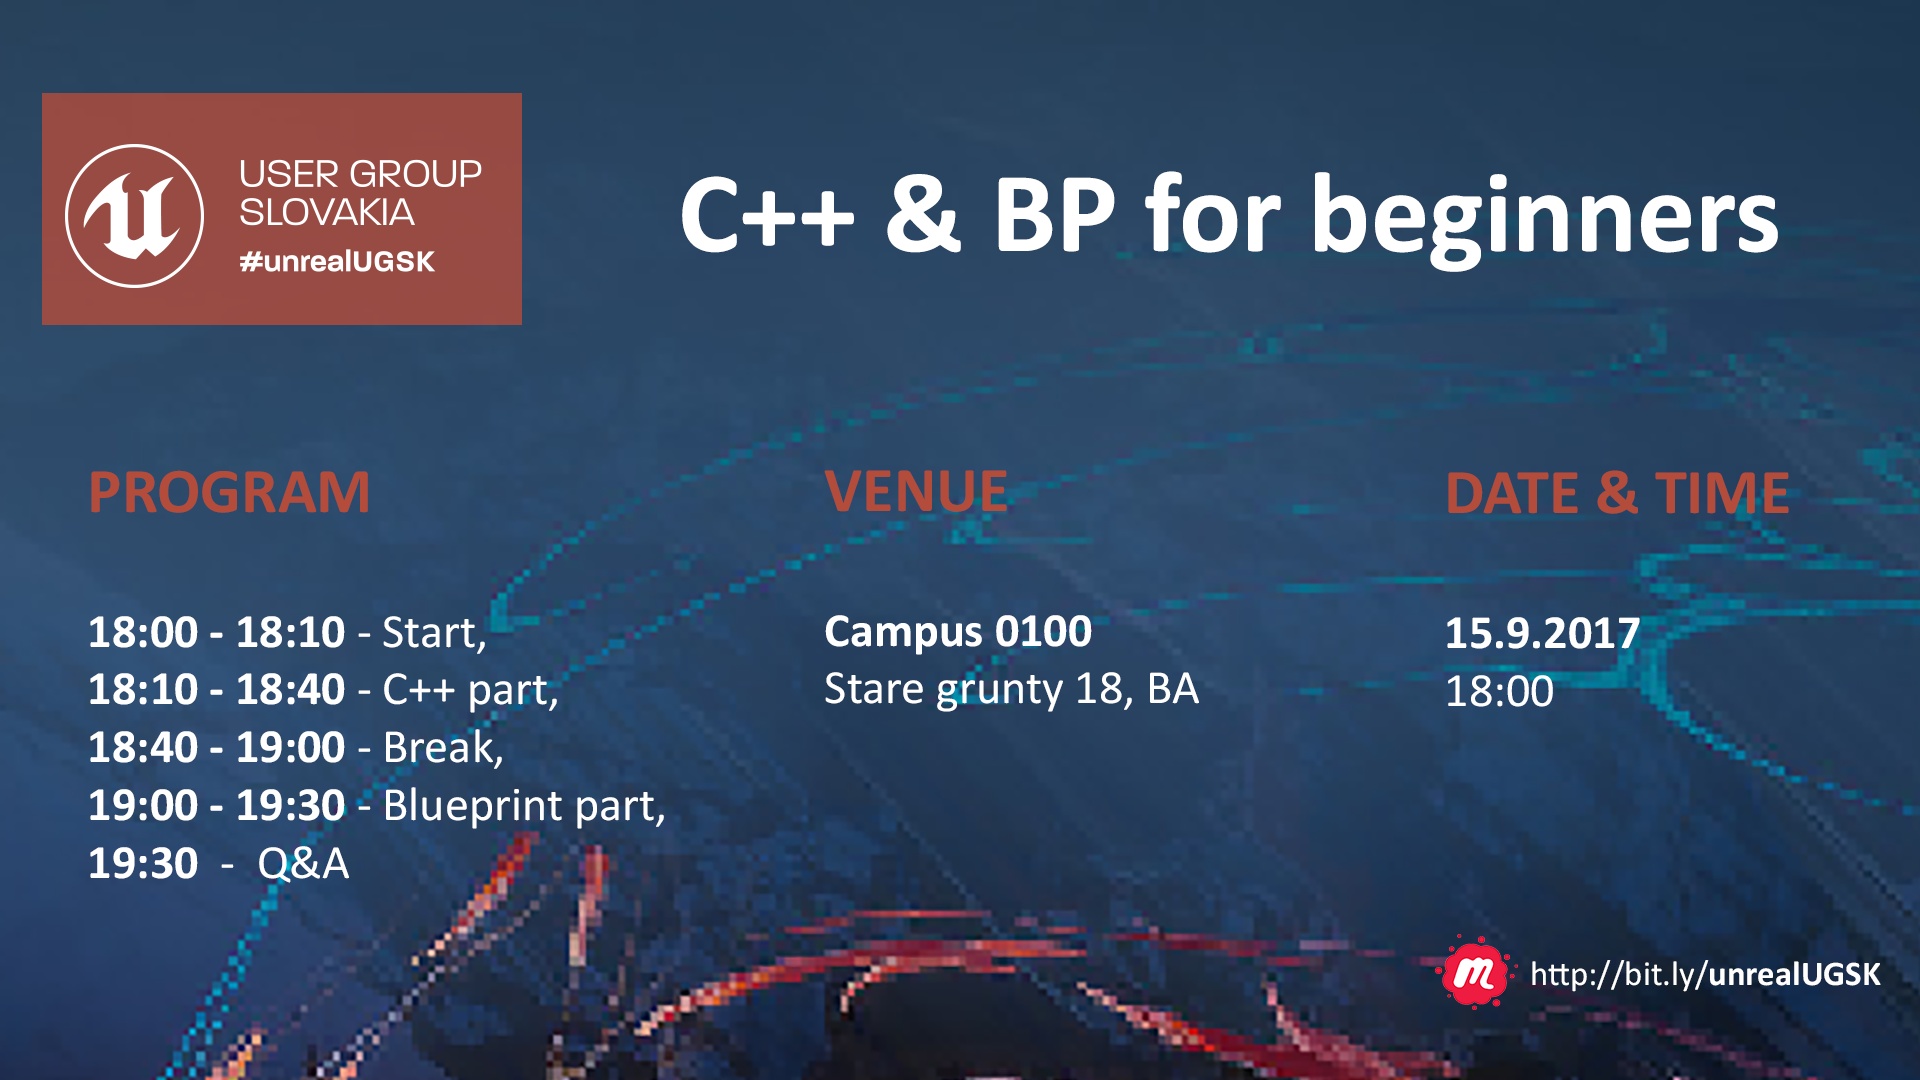 USER GROUP
SLOVAKIA
#unrealUGSK
C++ & BP for beginners
PROGRAM
18:00 - 18:10 - Start,
18:10 - 18:40 - C++ part,
18:40 - 19:00 - Break,
19:00 - 19:30 - Blueprint part,
19:30 - Q&A
VENUE
Campus 0100
Stare grunty 18, BA
DATE & TIME
15.9.2017
18:00
http://bit.ly/unrealUGSK